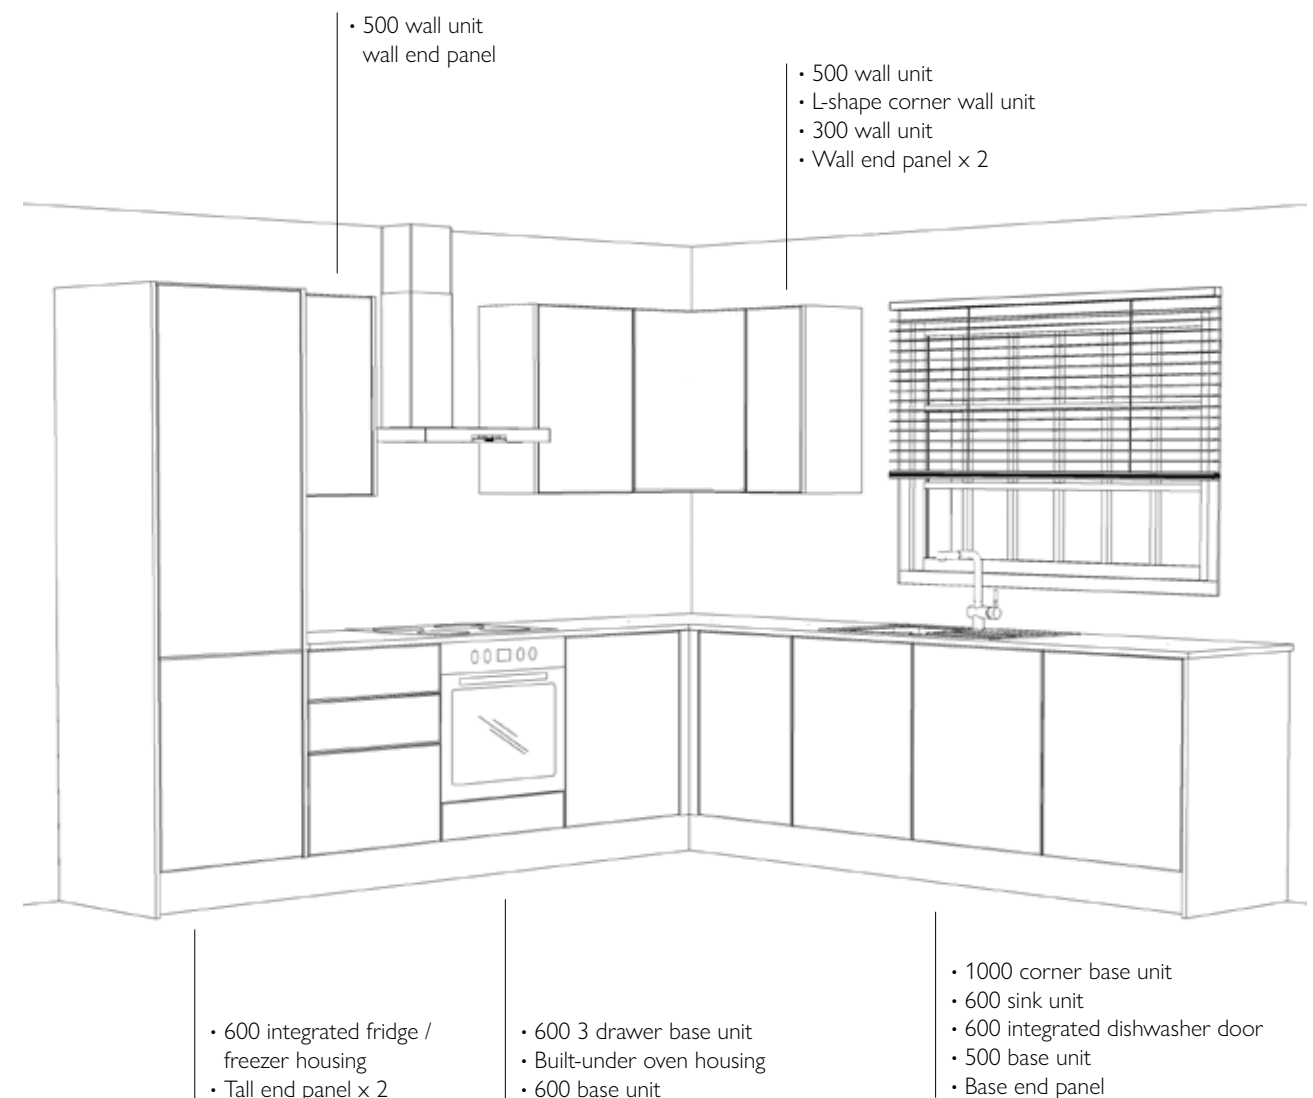 • 500 wall unit
wall end panel
• 500 wall unit
• L-shape corner wall unit
• 300 wall unit
• Wall end panel x 2
• 600 integrated fridge /
freezer housing
• Tall end panel x 2
• 600 3 drawer base unit
• Built-under oven housing
• 600 base unit
• 1000 corner base unit
• 600 sink unit
• 600 integrated dishwasher door
• 500 base unit
• Base end panel